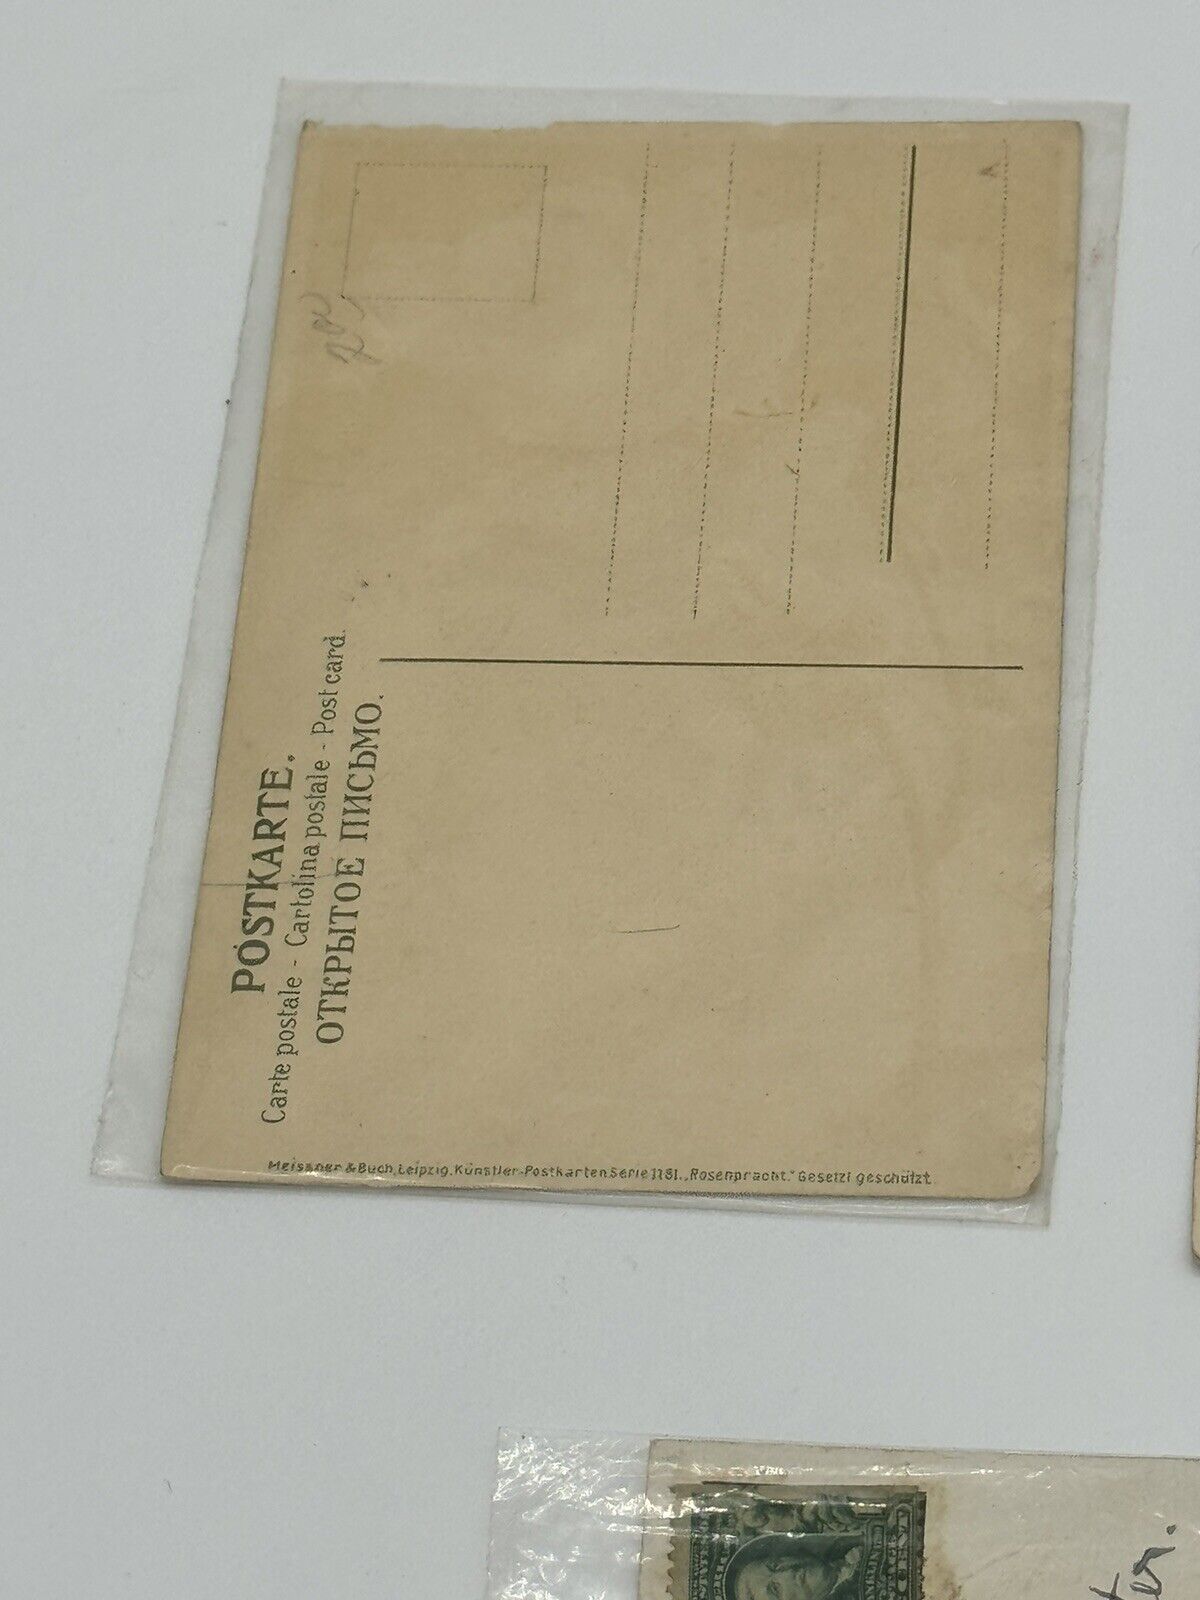 POSTKARTE.
Carte postale - Cartolina postale - Post card.
ОТКРЫТОЕ ПИСЬМО.
Meissner & Buch, Leipzig. Künstler-Postkarten Serie 1181. „Rosenpracht." Gesetzl geschützt.